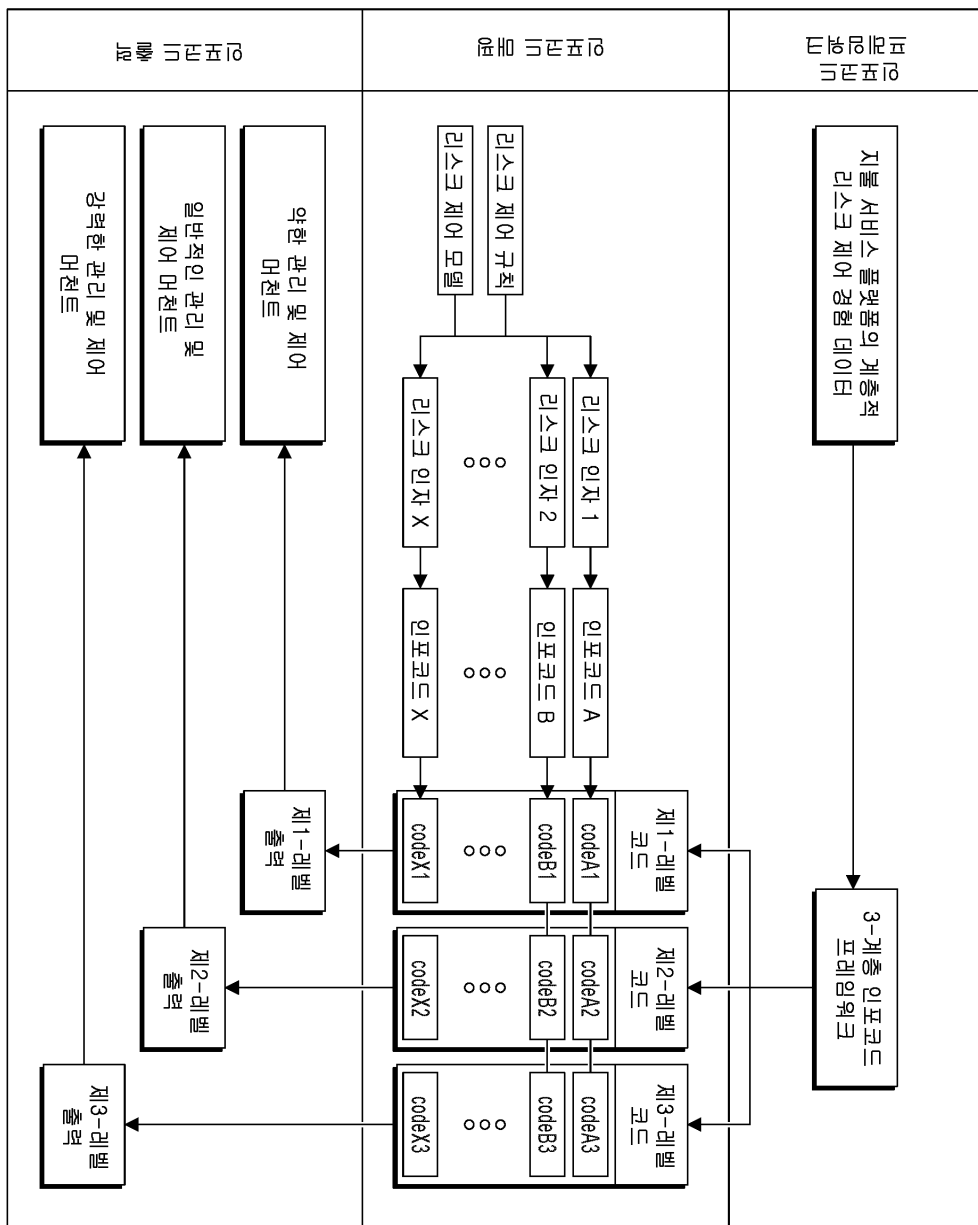 인포코드
프레임워크
지불 서비스 플랫폼의 계층적
리스크 제어 경험 데이터
3-계층 인포코드
프레임워크
인포코드 매핑
리스크 제어 규칙
리스크 제어 모델
리스크 인자 1
리스크 인자 2
리스크 인자 X
인포코드 A
인포코드 B
인포코드 X
제1-레벨
코드
codeA1
codeB1
codeX1
제2-레벨
코드
codeA2
codeB2
codeX2
제3-레벨
코드
codeA3
codeB3
codeX3
인포코드 출력
약한 관리 및 제어
머천트
일반적인 관리 및
제어 머천트
강력한 관리 및 제어
머천트
제1-레벨
출력
제2-레벨
출력
제3-레벨
출력